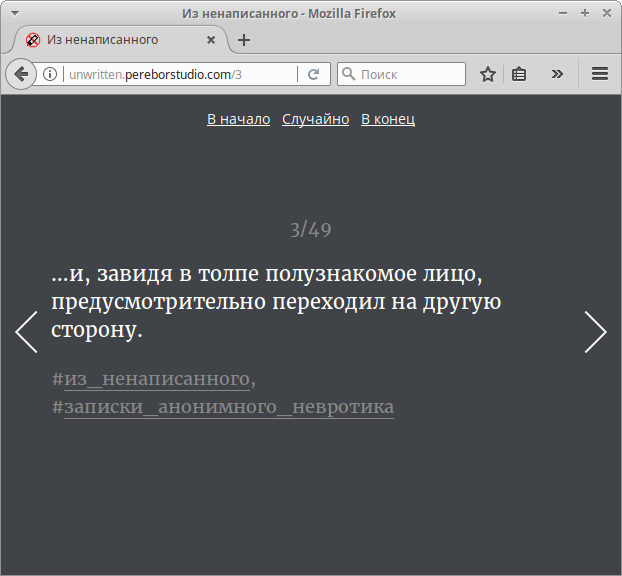 Из ненаписанного - Mozilla Firefox
Из ненаписанного
unwritten.pereborstudio.com/3
Поиск
В начало Случайно В конец
3/49
...и, завидя в толпе полузнакомое лицо,
предусмотрительно переходил на другую
сторону.
#из_ненаписанного,
#записки_анонимного_невротика